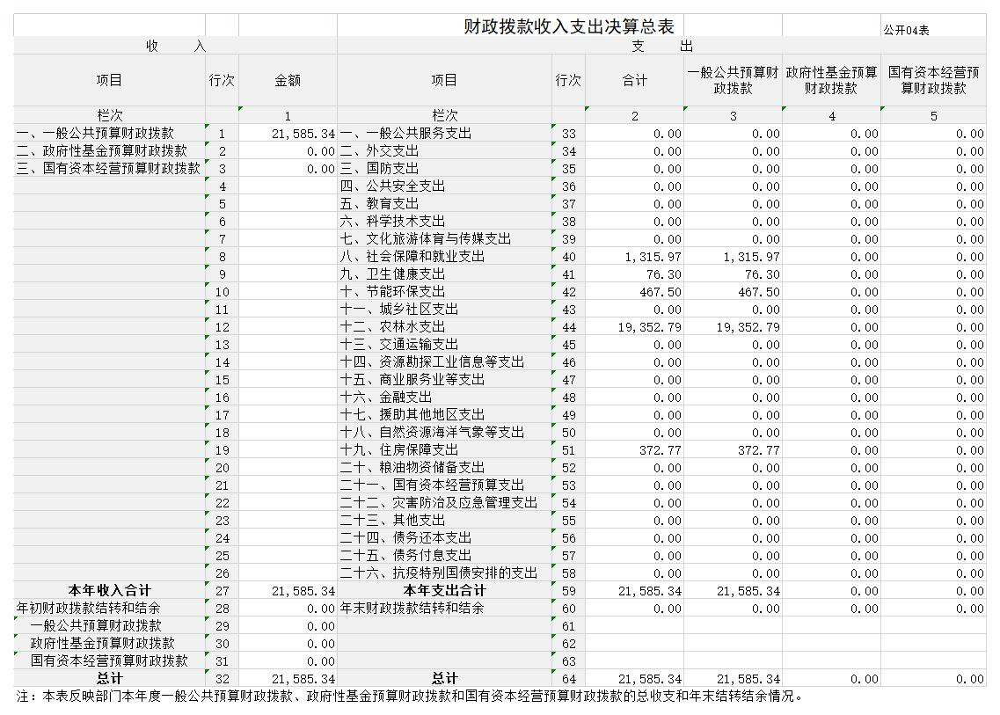 财政拨款收入支出决算总表
公开04表
收 入 支 出
项目 行次 金额 项目 行次 合计 一般公共预算财政拨款 政府性基金预算财政拨款 国有资本经营预算财政拨款
栏次 1 栏次 2 3 4 5
一、一般公共预算财政拨款 1 21,585.34 一、一般公共服务支出 33 0.00 0.00 0.00 0.00
二、政府性基金预算财政拨款 2 0.00 二、外交支出 34 0.00 0.00 0.00 0.00
三、国有资本经营预算财政拨款 3 0.00 三、国防支出 35 0.00 0.00 0.00 0.00
4 四、公共安全支出 36 0.00 0.00 0.00 0.00
5 五、教育支出 37 0.00 0.00 0.00 0.00
6 六、科学技术支出 38 0.00 0.00 0.00 0.00
7 七、文化旅游体育与传媒支出 39 0.00 0.00 0.00 0.00
8 八、社会保障和就业支出 40 1,315.97 1,315.97 0.00 0.00
9 九、卫生健康支出 41 76.30 76.30 0.00 0.00
10 十、节能环保支出 42 467.50 467.50 0.00 0.00
11 十一、城乡社区支出 43 0.00 0.00 0.00 0.00
12 十二、农林水支出 44 19,352.79 19,352.79 0.00 0.00
13 十三、交通运输支出 45 0.00 0.00 0.00 0.00
14 十四、资源勘探工业信息等支出 46 0.00 0.00 0.00 0.00
15 十五、商业服务业等支出 47 0.00 0.00 0.00 0.00
16 十六、金融支出 48 0.00 0.00 0.00 0.00
17 十七、援助其他地区支出 49 0.00 0.00 0.00 0.00
18 十八、自然资源海洋气象等支出 50 0.00 0.00 0.00 0.00
19 十九、住房保障支出 51 372.77 372.77 0.00 0.00
20 二十、粮油物资储备支出 52 0.00 0.00 0.00 0.00
21 二十一、国有资本经营预算支出 53 0.00 0.00 0.00 0.00
22 二十二、灾害防治及应急管理支出 54 0.00 0.00 0.00 0.00
23 二十三、其他支出 55 0.00 0.00 0.00 0.00
24 二十四、债务还本支出 56 0.00 0.00 0.00 0.00
25 二十五、债务付息支出 57 0.00 0.00 0.00 0.00
26 二十六、抗疫特别国债安排的支出 58 0.00 0.00 0.00 0.00
本年收入合计 27 21,585.34 本年支出合计 59 21,585.34 21,585.34 0.00 0.00
年初财政拨款结转和结余 28 0.00 年末财政拨款结转和结余 60 0.00 0.00 0.00 0.00
一般公共预算财政拨款 29 0.00 61
政府性基金预算财政拨款 30 0.00 62
国有资本经营预算财政拨款 31 0.00 63
总计 32 21,585.34 总计 64 21,585.34 21,585.34 0.00 0.00
注：本表反映部门本年度一般公共预算财政拨款、政府性基金预算财政拨款和国有资本经营预算财政拨款的总收支和年末结转结余情况。